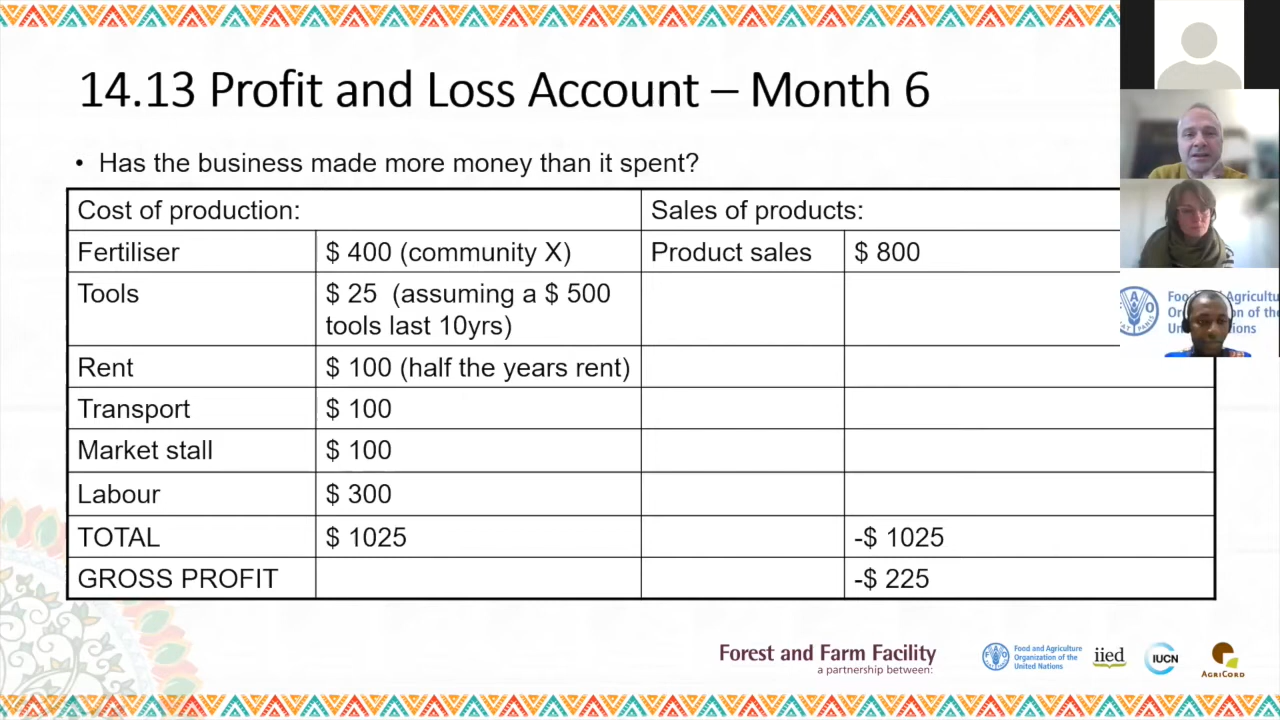 14.13 Profit and Loss Account – Month 6
• Has the business made more money than it spent?
Cost of production: Sales of products:
Fertiliser $ 400 (community X) Product sales $ 800
Tools $ 25 (assuming a $ 500
tools last 10yrs)
Rent $ 100 (half the years rent)
Transport $ 100
Market stall $ 100
Labour $ 300
TOTAL $ 1025 -$ 1025
GROSS PROFIT -$ 225
Forest and Farm Facility
a partnership between:
Food and Agriculture
Organization of the
United Nations
iied
IUCN
AGRICORD